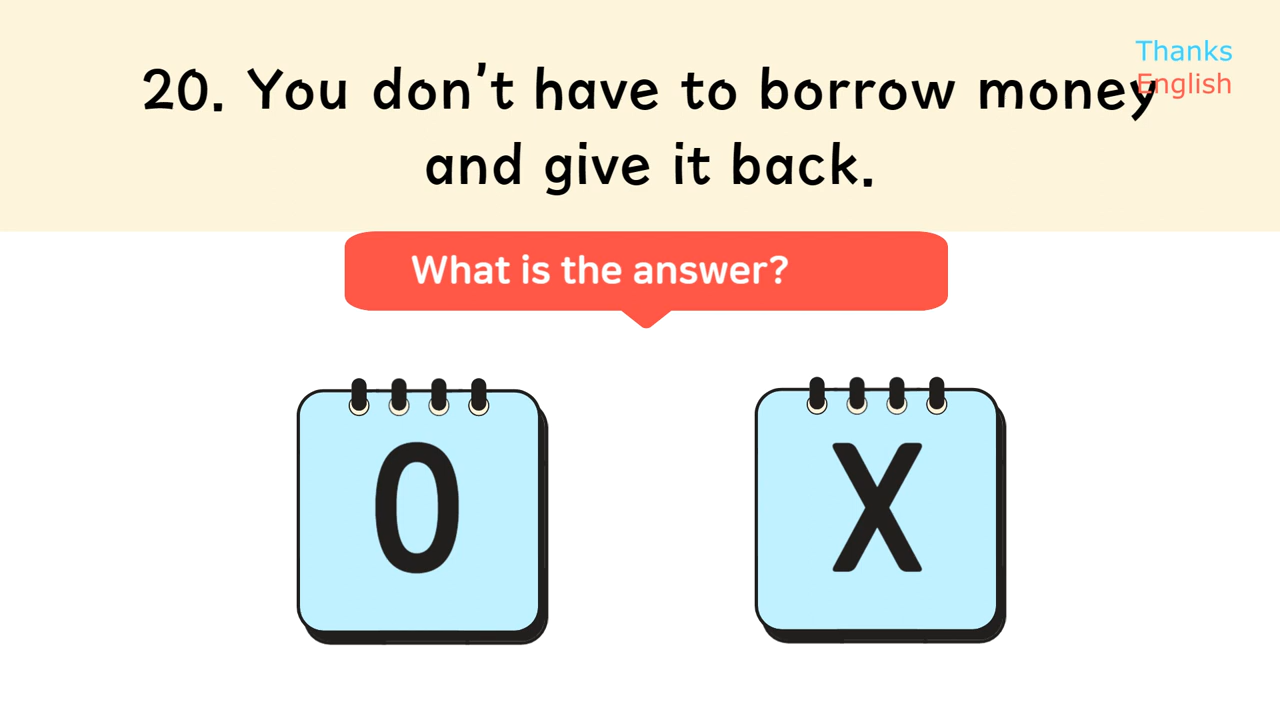 20. You don't have to borrow money
and give it back.
Thanks
English
What is the answer?
O
X